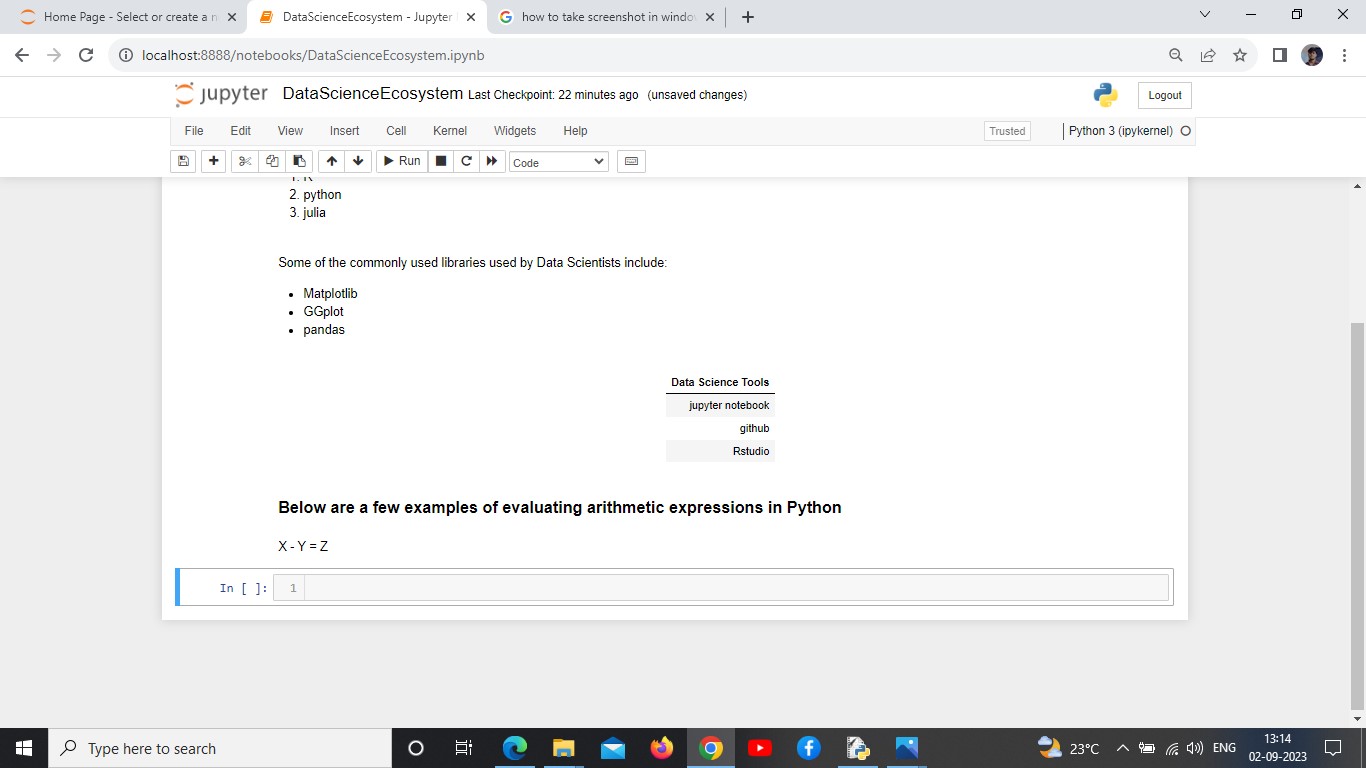 Home Page - Select or create a n
DataScienceEcosystem - Jupyter
how to take screenshot in windo
localhost:8888/notebooks/DataScienceEcosystem.ipynb
jupyter DataScienceEcosystem Last Checkpoint: 22 minutes ago (unsaved changes)
Logout
File Edit View Insert Cell Kernel Widgets Help
Trusted
Python 3 (ipykernel)
Run
Code
2. python
3. julia
Some of the commonly used libraries used by Data Scientists include:
• Matplotlib
• GGplot
• pandas
Data Science Tools
jupyter notebook
github
Rstudio
Below are a few examples of evaluating arithmetic expressions in Python
X - Y = Z
In [ ]: 1
Type here to search
23°C
ENG
13:14
02-09-2023